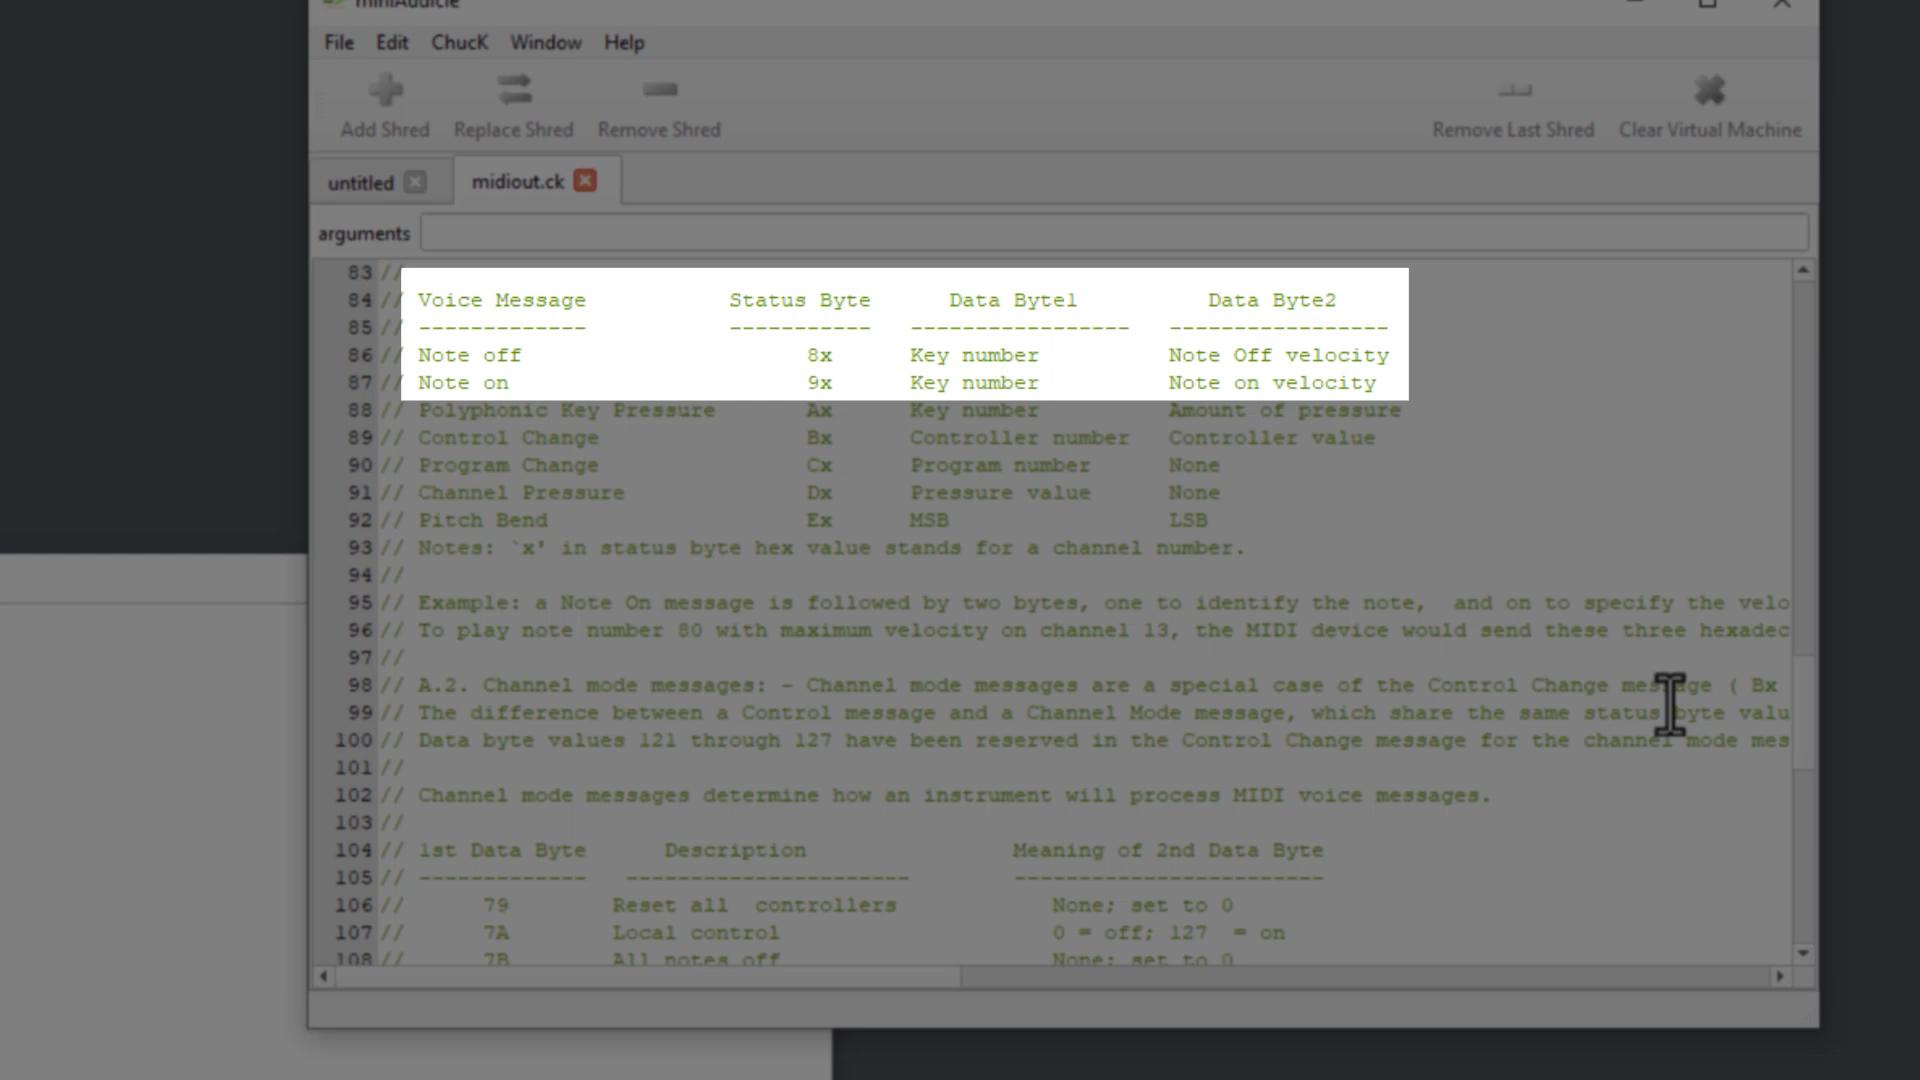 miniAudicle
File Edit ChucK Window Help
Add Shred Replace Shred Remove Shred Remove Last Shred Clear Virtual Machine
untitled midiout.ck
arguments
83 //
84 // Voice Message Status Byte Data Byte1 Data Byte2
85 // ------------- ----------- ----------------- -----------------
86 // Note off 8x Key number Note Off velocity
87 // Note on 9x Key number Note on velocity
88 // Polyphonic Key Pressure Ax Key number Amount of pressure
89 // Control Change Bx Controller number Controller value
90 // Program Change Cx Program number None
91 // Channel Pressure Dx Pressure value None
92 // Pitch Bend Ex MSB LSB
93 // Notes: `x' in status byte hex value stands for a channel number.
94 //
95 // Example: a Note On message is followed by two bytes, one to identify the note, and on to specify the velo
96 // To play note number 80 with maximum velocity on channel 13, the MIDI device would send these three hexadec
97 //
98 // A.2. Channel mode messages: - Channel mode messages are a special case of the Control Change message ( Bx
99 // The difference between a Control message and a Channel Mode message, which share the same status byte valu
100 // Data byte values 121 through 127 have been reserved in the Control Change message for the channel mode mes
101 //
102 // Channel mode messages determine how an instrument will process MIDI voice messages.
103 //
104 // 1st Data Byte Description Meaning of 2nd Data Byte
105 // ------------- ---------------------- ------------------------
106 // 79 Reset all controllers None; set to 0
107 // 7A Local control 0 = off; 127 = on
108 // 7B All notes off None; set to 0